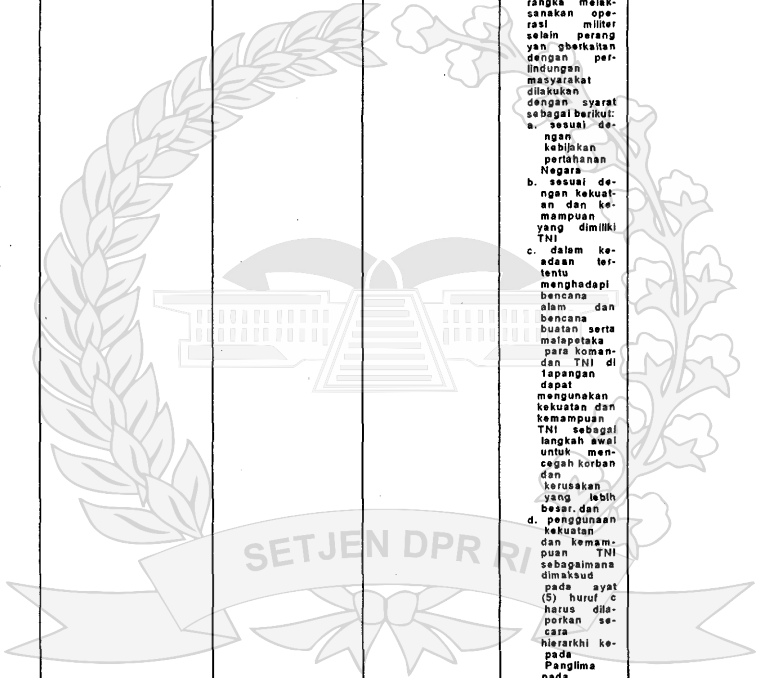 rangka melak-
sanakan ope-
rasi militer
selain perang
yan gberkaitan
dengan per-
lindungan
masyarakat
dilakukan
dengan syarat
sebagai berikut:
a. sesuai de-
ngan
kebijakan
pertahanan
Negara
b. sesuai de-
ngan kekuat-
an dan ke-
mampuan
yang dimiliki
TNI
c. dalam ke-
adaan ter-
tentu
menghadapi
bencana
alam dan
bencana
buatan serta
malapetaka
para koman-
dan TNI di
1apangan
dapat
mengunakan
kekuatan dan
kemampuan
TNI sebagai
langkah awal
untuk men-
cegah korban
dan
kerusakan
yang lebih
besar. dan
d. penggunaan
kekuatan
dan kemam-
puan TNI
sebagaimana
dimaksud
pada ayat
(5) huruf c
harus dila-
porkan se-
cara
hierarkhi ke-
pada
Panglima
pada
SETJEN DPR RI